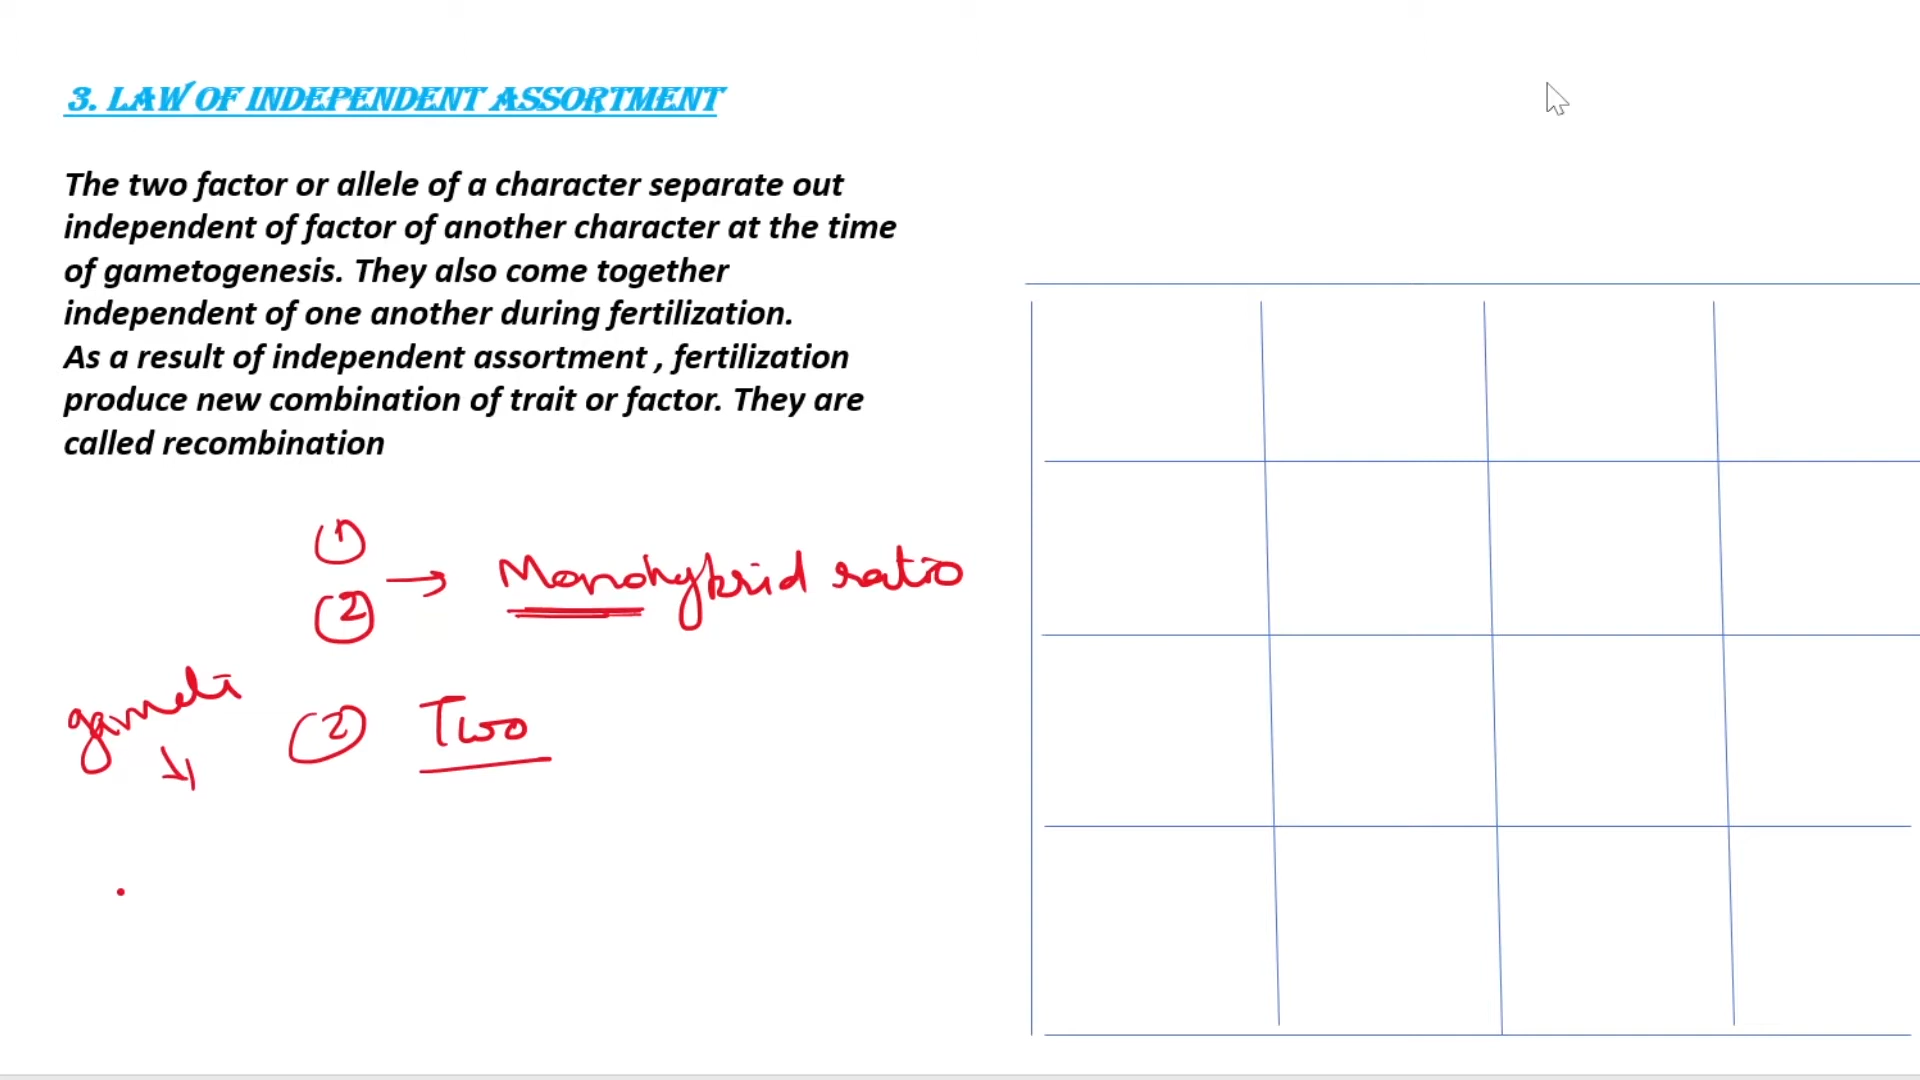 3. LAW OF INDEPENDENT ASSORTMENT
The two factor or allele of a character separate out
independent of factor of another character at the time
of gametogenesis. They also come together
independent of one another during fertilization.
As a result of independent assortment , fertilization
produce new combination of trait or factor. They are
called recombination
1
2 → Monohybrid ratio
2 Two